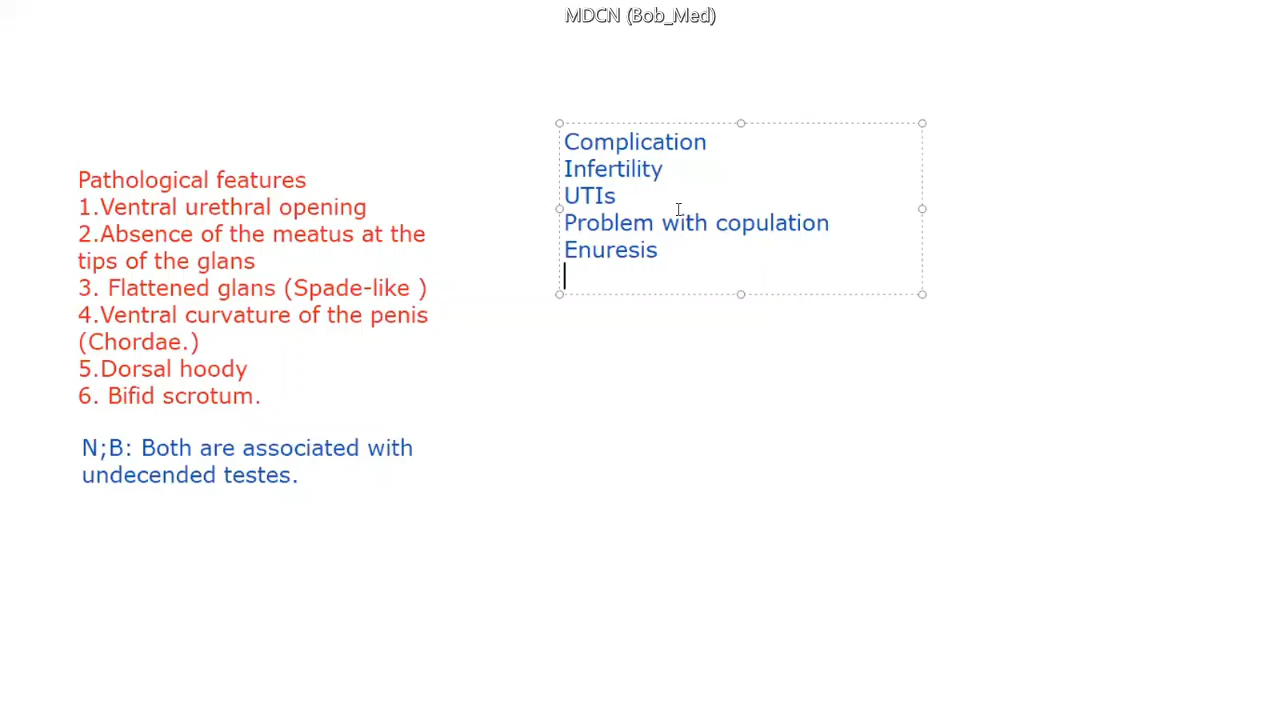 MDCN (Bob_Med)
Pathological features
1.Ventral urethral opening
2.Absence of the meatus at the
tips of the glans
3. Flattened glans (Spade-like )
4.Ventral curvature of the penis
(Chordae.)
5.Dorsal hoody
6. Bifid scrotum.
N;B: Both are associated with
undecended testes.
Complication
Infertility
UTIs
Problem with copulation
Enuresis